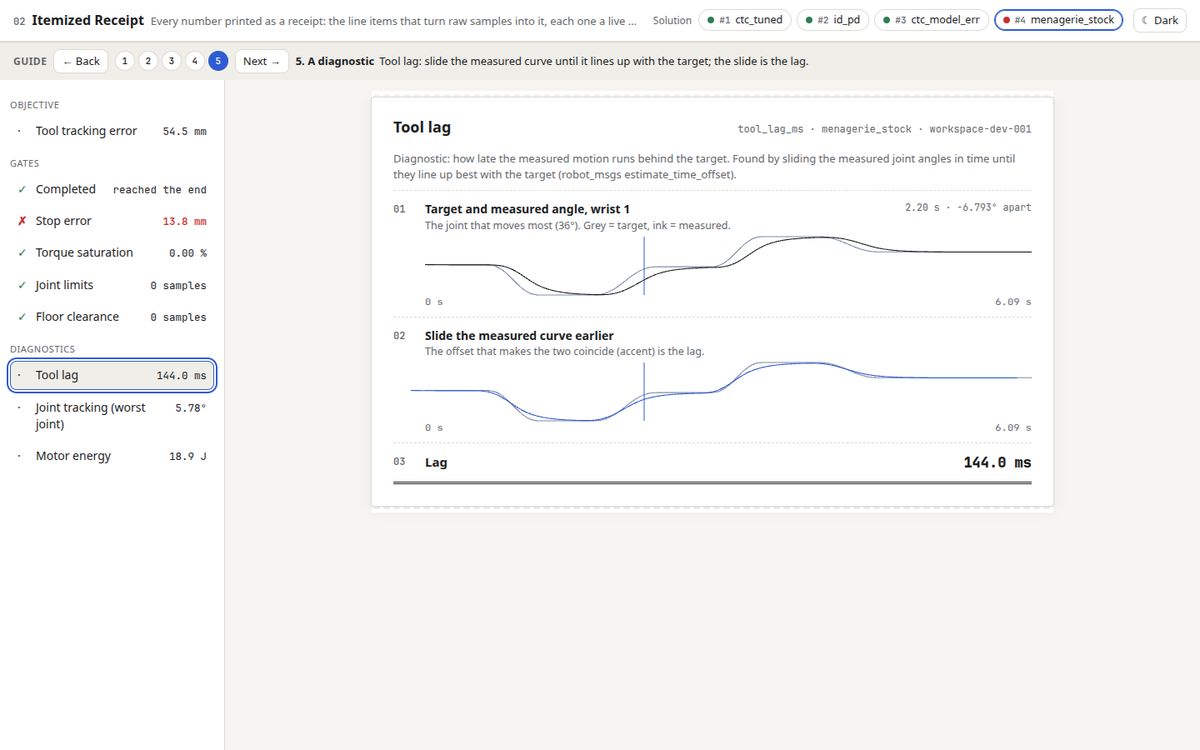 02 Itemized Receipt Every number printed as a receipt: the line items that turn raw samples into it, each one a live ... Solution #1 ctc_tuned #2 id_pd #3 ctc_model_err #4 menagerie_stock ☾ Dark
GUIDE ← Back 1 2 3 4 5 Next → 5. A diagnostic Tool lag: slide the measured curve until it lines up with the target; the slide is the lag.
OBJECTIVE
· Tool tracking error 54.5 mm
GATES
✓ Completed reached the end
✗ Stop error 13.8 mm
✓ Torque saturation 0.00 %
✓ Joint limits 0 samples
✓ Floor clearance 0 samples
DIAGNOSTICS
· Tool lag 144.0 ms
· Joint tracking (worst joint) 5.78°
· Motor energy 18.9 J
Tool lag tool_lag_ms · menagerie_stock · workspace-dev-001
Diagnostic: how late the measured motion runs behind the target. Found by sliding the measured joint angles in time until
they line up best with the target (robot_msgs estimate_time_offset).
01 Target and measured angle, wrist 1 2.20 s · -6.793° apart
The joint that moves most (36°). Grey = target, ink = measured.
0 s 6.09 s
02 Slide the measured curve earlier
The offset that makes the two coincide (accent) is the lag.
0 s 6.09 s
03 Lag 144.0 ms